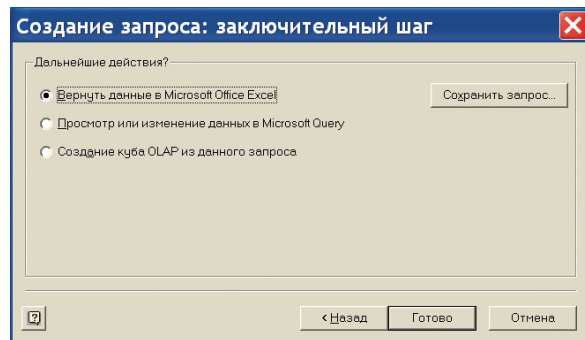 Создание запроса: заключительный шаг
Дальнейшие действия?
Вернуть данные в Microsoft Office Excel
Сохранить запрос...
Просмотр или изменение данных в Microsoft Query
Создание куба OLAP из данного запроса
?
< Назад
Готово
Отмена